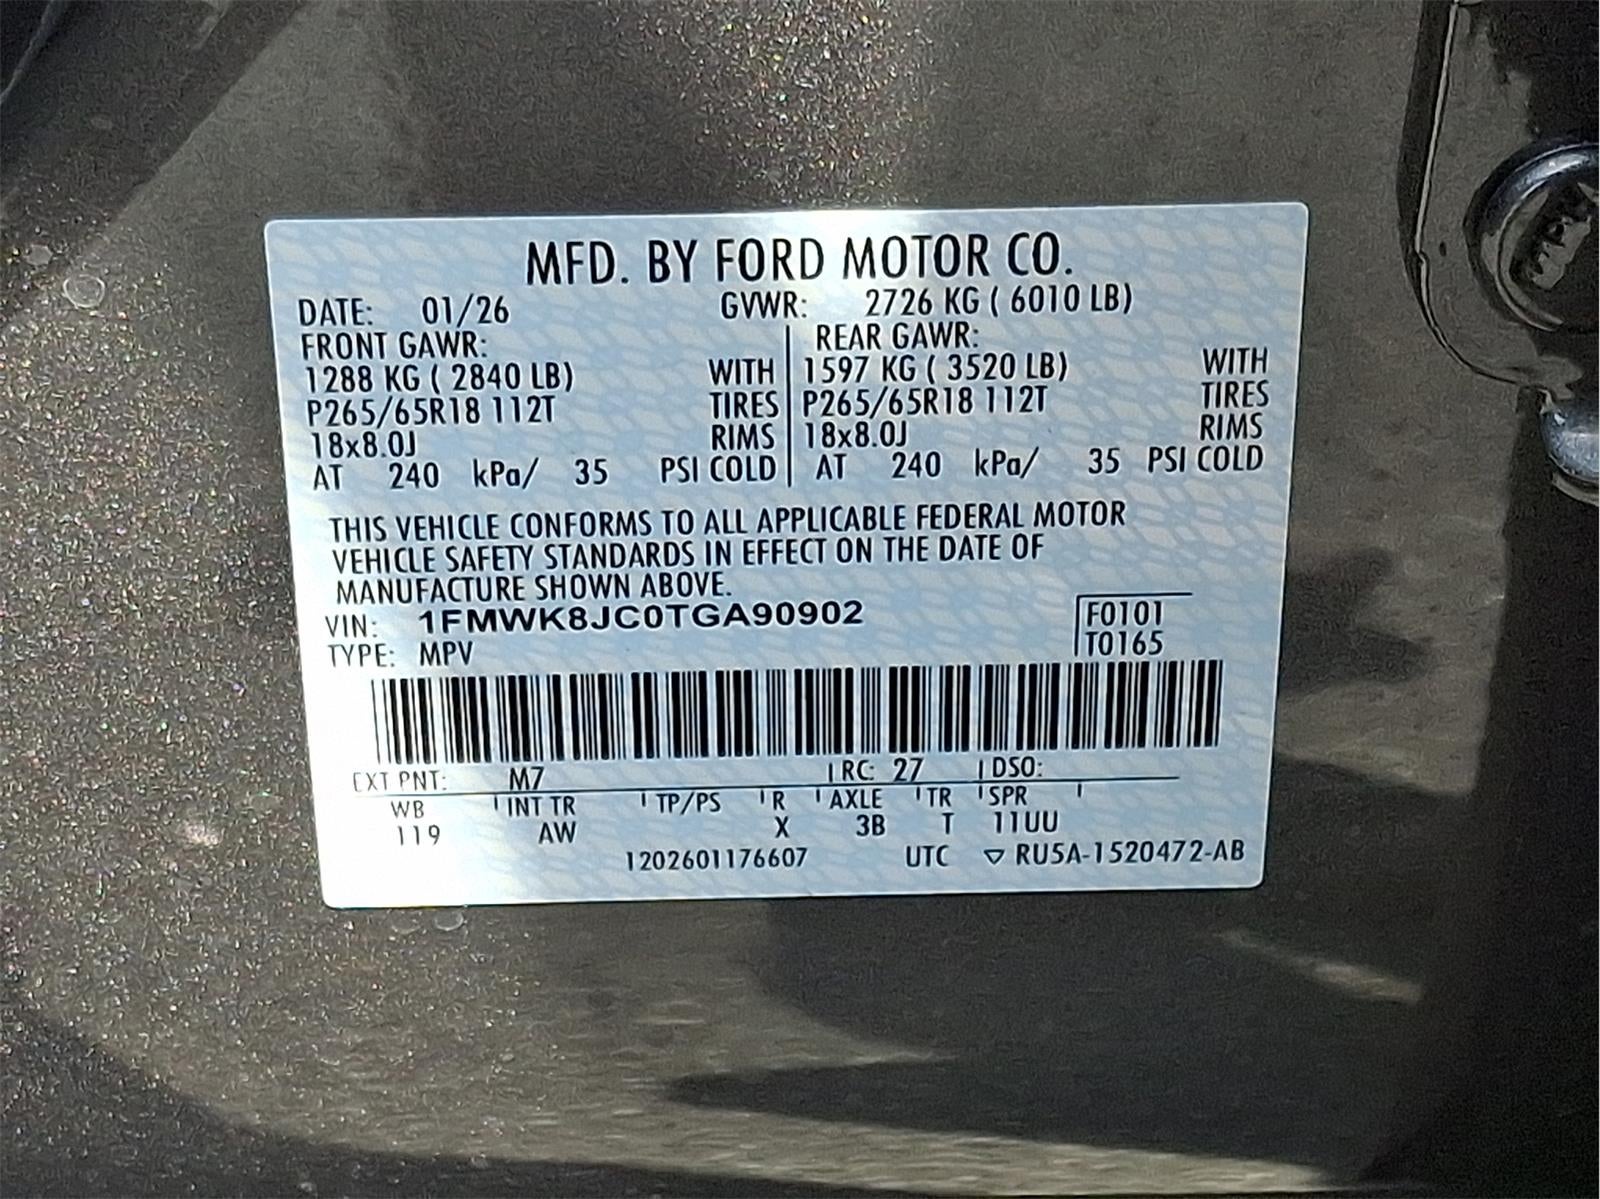 MFD. BY FORD MOTOR CO.
DATE: 01/26 GVWR: 2726 KG ( 6010 LB)
FRONT GAWR: REAR GAWR:
1288 KG ( 2840 LB) WITH 1597 KG ( 3520 LB) WITH
P265/65R18 112T TIRES P265/65R18 112T TIRES
18x8.0J RIMS 18x8.0J RIMS
AT 240 kPa/ 35 PSI COLD AT 240 kPa/ 35 PSI COLD
THIS VEHICLE CONFORMS TO ALL APPLICABLE FEDERAL MOTOR
VEHICLE SAFETY STANDARDS IN EFFECT ON THE DATE OF
MANUFACTURE SHOWN ABOVE.
VIN: 1FMWK8JC0TGA90902 F0101
TYPE: MPV T0165
EXT PNT: M7 RC: 27 DSO:
WB INT TR TP/PS R AXLE TR SPR
119 AW X 3B T 11UU
1202601176607 UTC ▽ RU5A-1520472-AB